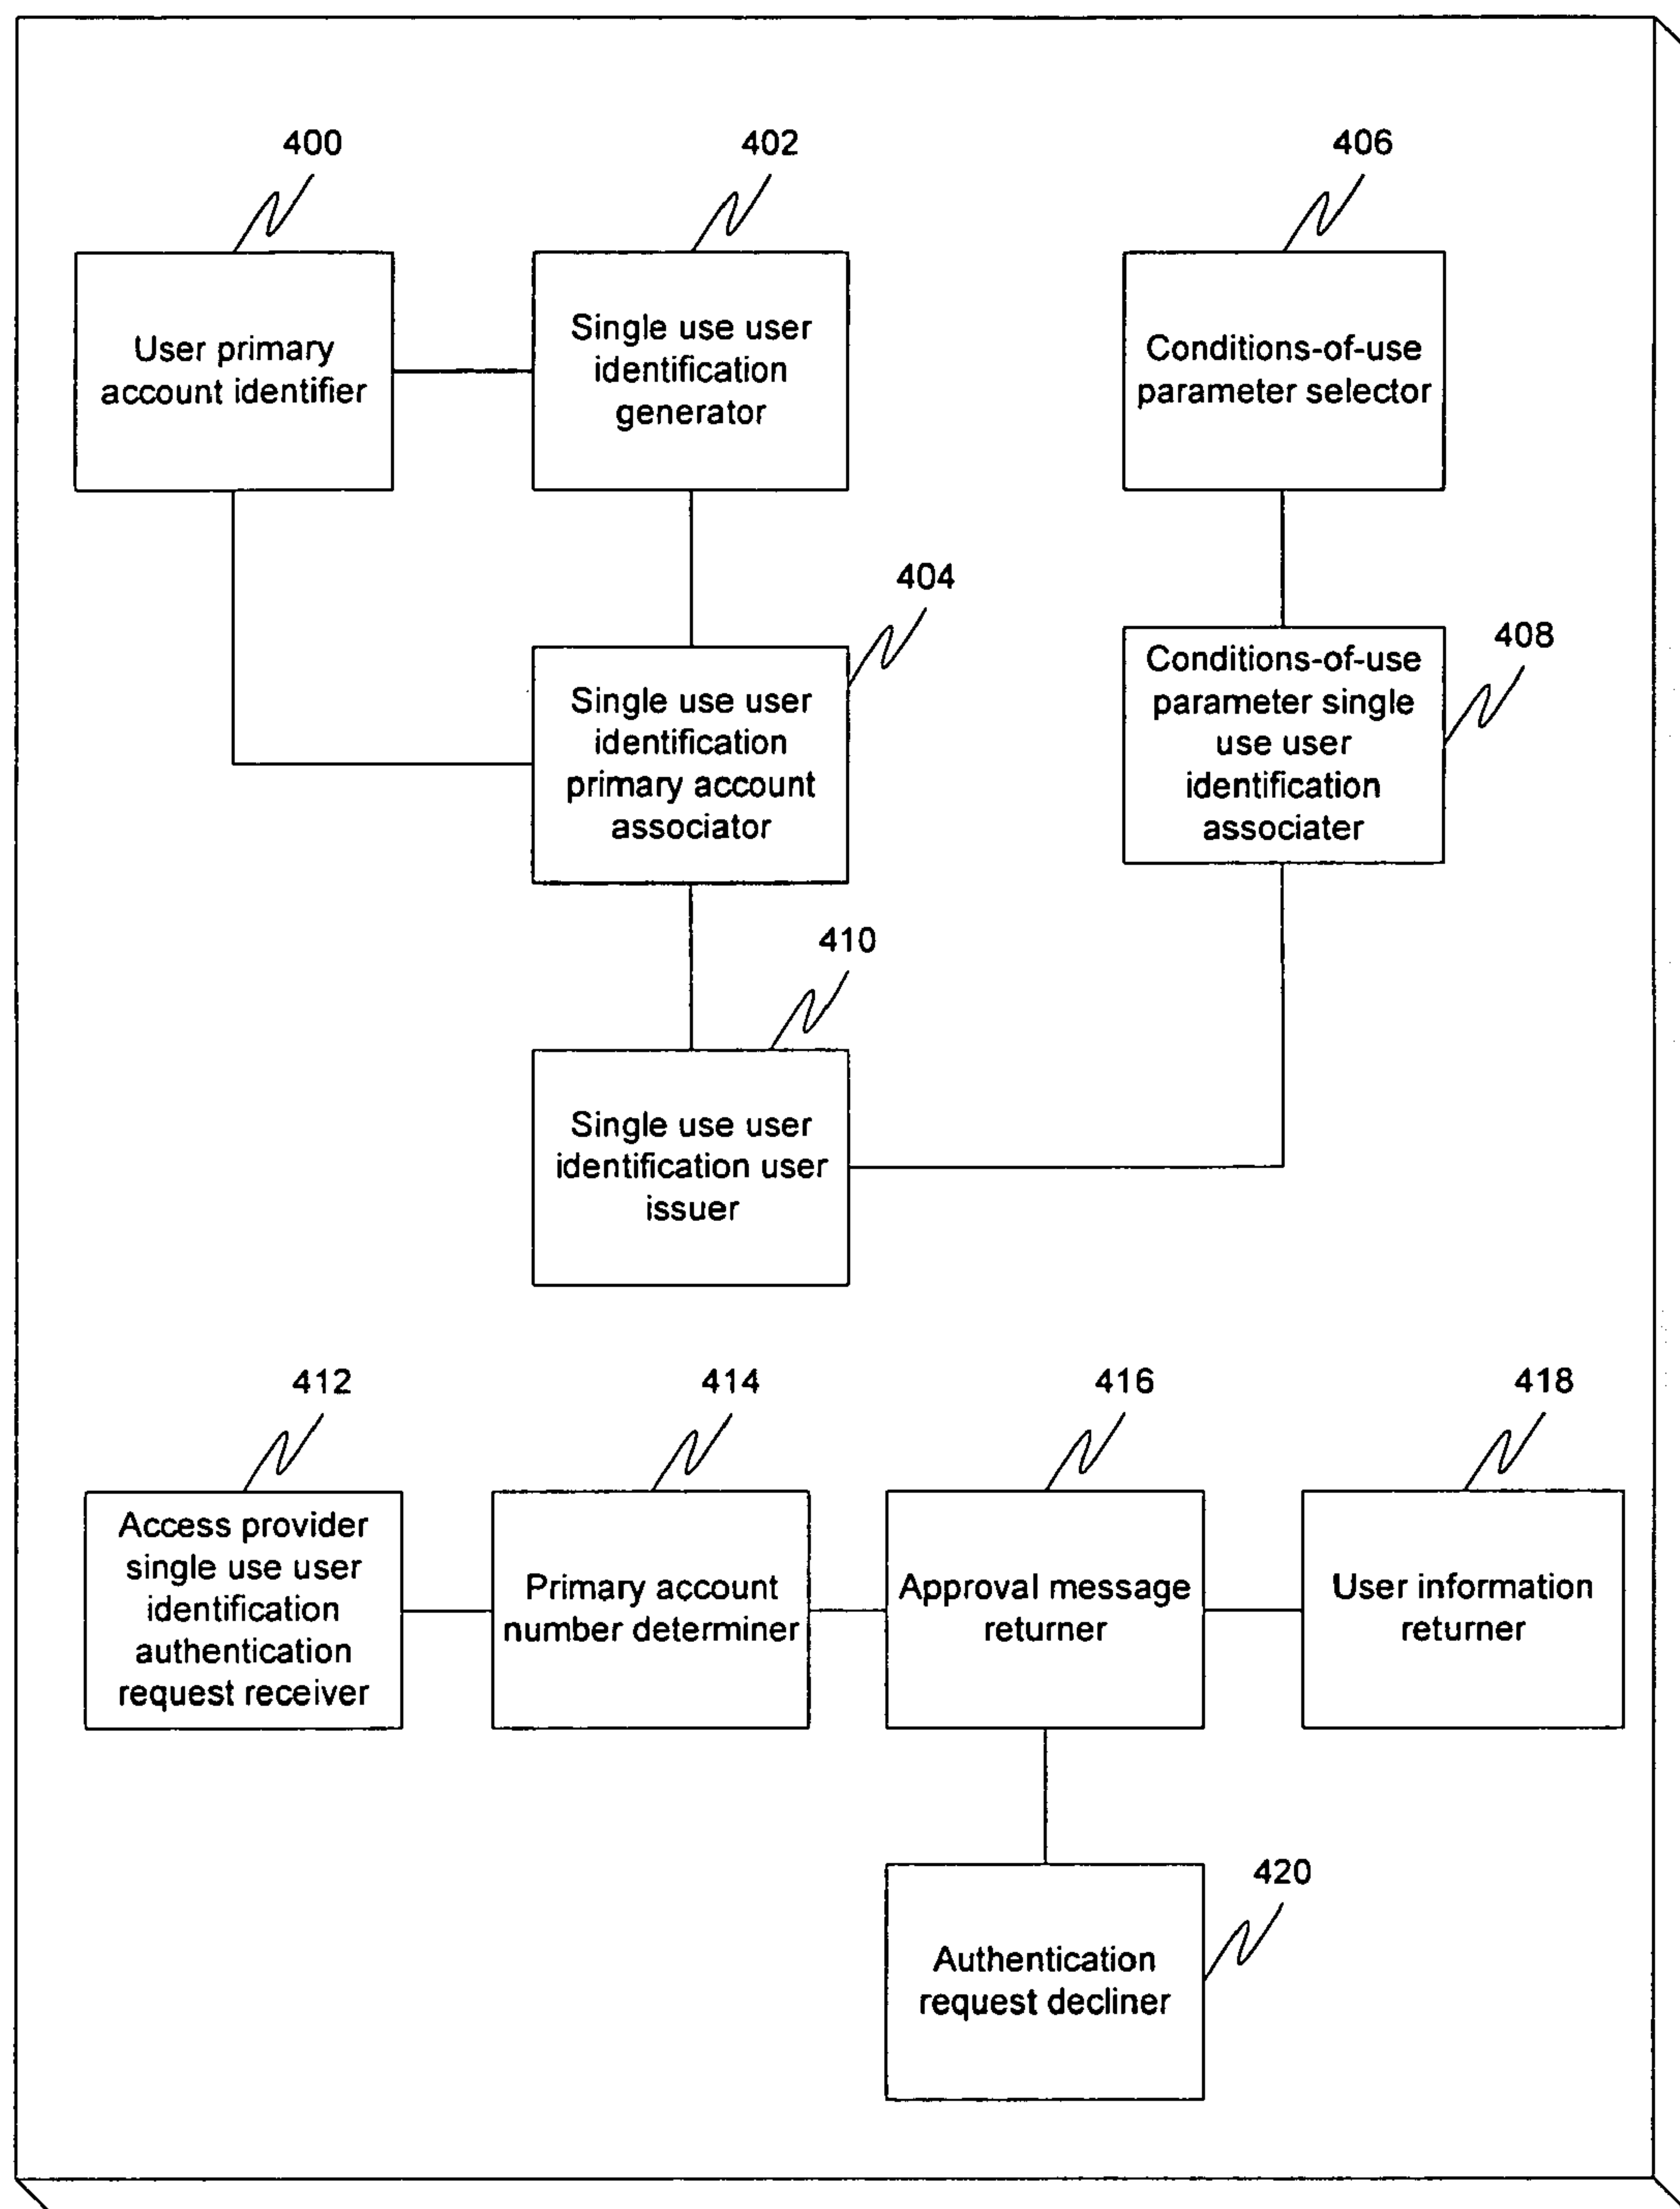 400
402
406
User primary
account identifier
Single use user
identification
generator
Conditions-of-use
parameter selector
404
408
Single use user
identification
primary account
associator
Conditions-of-use
parameter single
use user
identification
associater
410
Single use user
identification user
issuer
412
414
416
418
Access provider
single use user
identification
authentication
request receiver
Primary account
number determiner
Approval message
returner
User information
returner
420
Authentication
request decliner